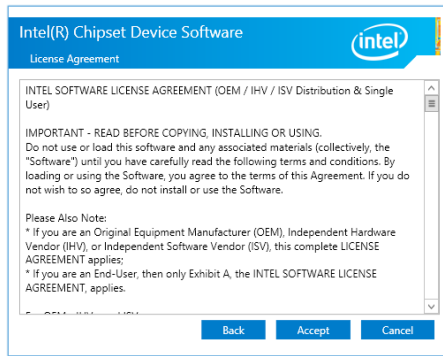 Intel(R) Chipset Device Software
License Agreement
intel
INTEL SOFTWARE LICENSE AGREEMENT (OEM / IHV / ISV Distribution & Single
User)
IMPORTANT - READ BEFORE COPYING, INSTALLING OR USING.
Do not use or load this software and any associated materials (collectively, the
"Software") until you have carefully read the following terms and conditions. By
loading or using the Software, you agree to the terms of this Agreement. If you do
not wish to so agree, do not install or use the Software.
Please Also Note:
* If you are an Original Equipment Manufacturer (OEM), Independent Hardware
Vendor (IHV), or Independent Software Vendor (ISV), this complete LICENSE
AGREEMENT applies;
* If you are an End-User, then only Exhibit A, the INTEL SOFTWARE LICENSE
AGREEMENT, applies.
Back Accept Cancel